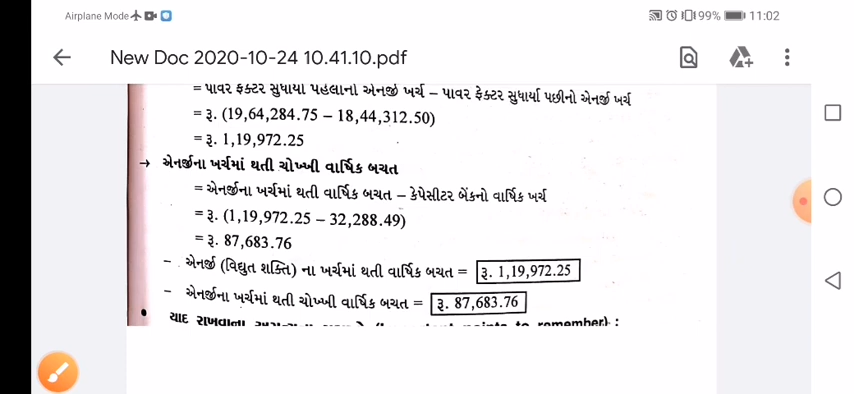 Airplane Mode 99% 11:02
New Doc 2020-10-24 10.41.10.pdf
= પાવર ફેક્ટર સુધાર્યા પહેલાનો એનર્જી ખર્ચ – પાવર ફેક્ટર સુધાર્યા પછીનો એનર્જી ખર્ચ
= રૂ. (19,64,284.75 – 18,44,312.50)
= રૂ. 1,19,972.25
→ એનર્જીના ખર્ચમાં થતી ચોખ્ખી વાર્ષિક બચત
= એનર્જીના ખર્ચમાં થતી વાર્ષિક બચત – કેપેસીટર બેંકનો વાર્ષિક ખર્ચ
= રૂ. (1,19,972.25 – 32,288.49)
= રૂ. 87,683.76
– એનર્જી (વિદ્યુત શક્તિ) ના ખર્ચમાં થતી વાર્ષિક બચત = રૂ. 1,19,972.25
– એનર્જીના ખર્ચમાં થતી ચોખ્ખી વાર્ષિક બચત = રૂ. 87,683.76
• યાદ રાખવાના to remember) :